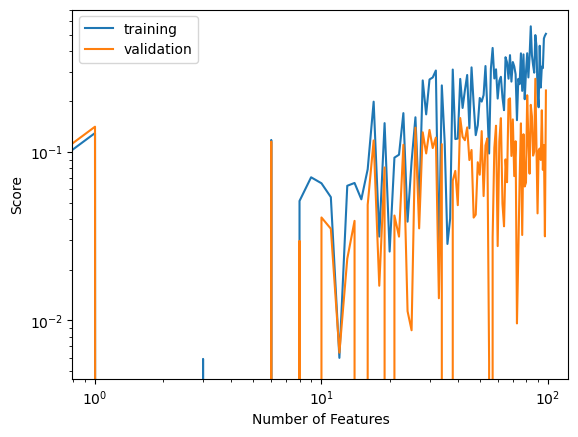 training
validation
10⁻¹
10⁻²
Score
10⁰
10¹
10²
Number of Features